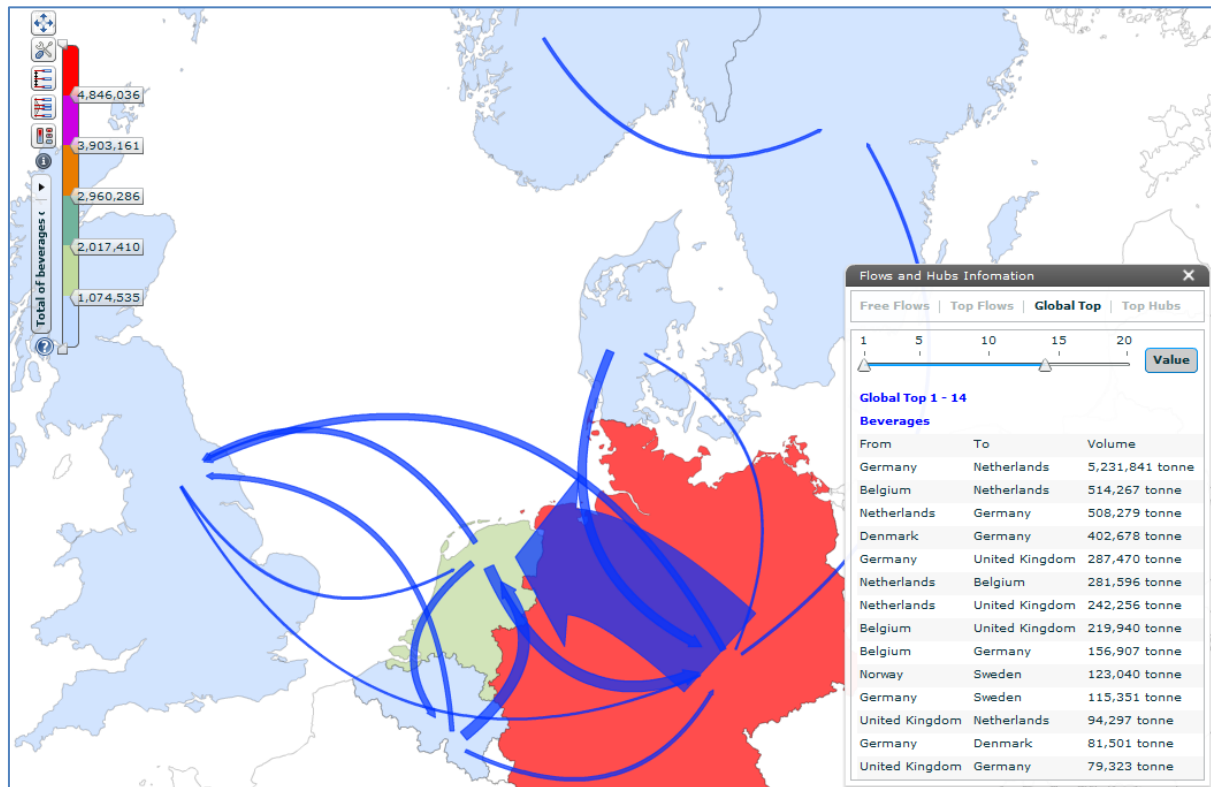 4,846,036
3,903,161
2,960,286
2,017,410
1,074,535
Total of beverages c
Flows and Hubs Infomation
Free Flows | Top Flows | Global Top | Top Hubs
1 5 10 15 20
Value
Global Top 1 - 14
Beverages
From To Volume
Germany Netherlands 5,231,841 tonne
Belgium Netherlands 514,267 tonne
Netherlands Germany 508,279 tonne
Denmark Germany 402,678 tonne
Germany United Kingdom 287,470 tonne
Netherlands Belgium 281,596 tonne
Netherlands United Kingdom 242,256 tonne
Belgium United Kingdom 219,940 tonne
Belgium Germany 156,907 tonne
Norway Sweden 123,040 tonne
Germany Sweden 115,351 tonne
United Kingdom Netherlands 94,297 tonne
Germany Denmark 81,501 tonne
United Kingdom Germany 79,323 tonne